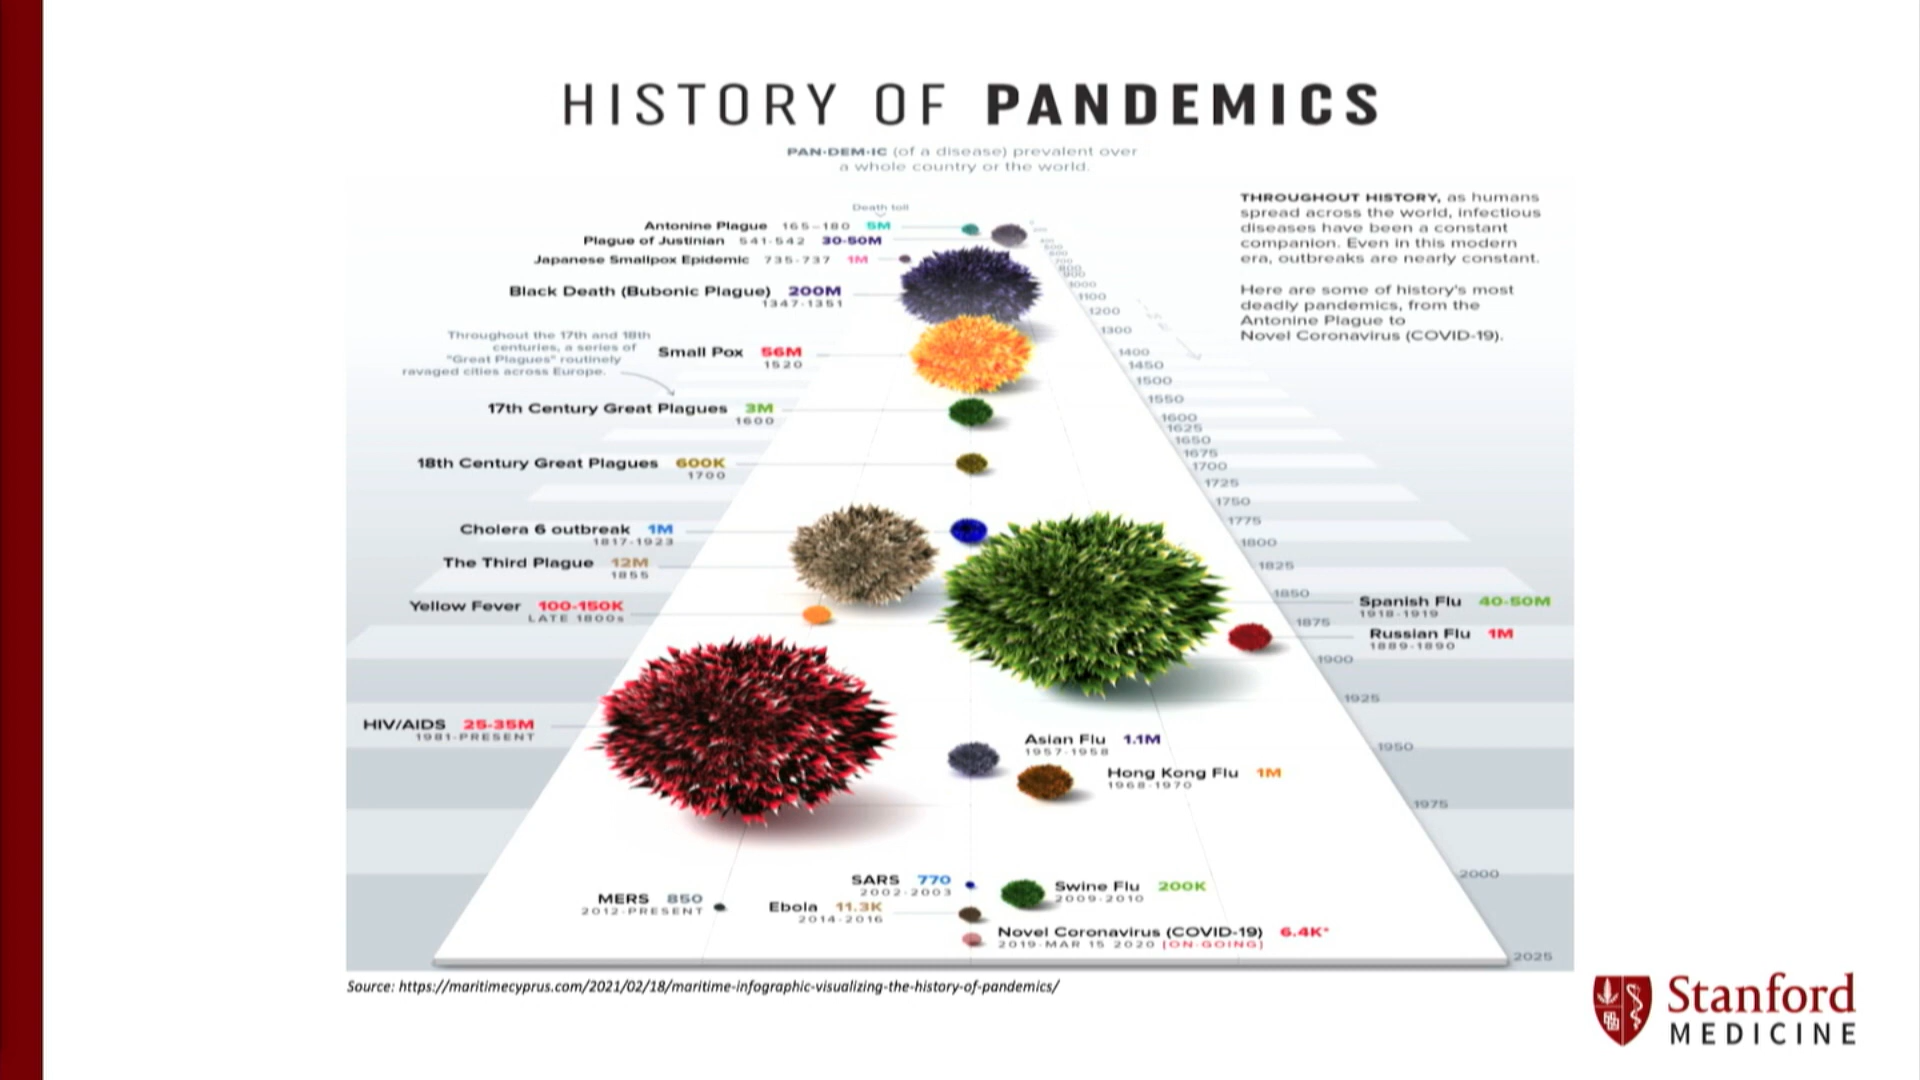 HISTORY OF PANDEMICS
PAN·DEM·IC (of a disease) prevalent over
a whole country or the world.
Death toll
Antonine Plague 165-180 5M
Plague of Justinian 541-542 30-50M
Japanese Smallpox Epidemic 735-737 1M
Black Death (Bubonic Plague) 200M
1347-1351
Throughout the 17th and 18th
centuries, a series of
"Great Plagues" routinely
ravaged cities across Europe.
Small Pox 56M
1520
17th Century Great Plagues 3M
1600
18th Century Great Plagues 600K
1700
Cholera 6 outbreak 1M
1817-1923
The Third Plague 12M
1855
Yellow Fever 100-150K
LATE 1800s
HIV/AIDS 25-35M
1981-PRESENT
THROUGHOUT HISTORY, as humans
spread across the world, infectious
diseases have been a constant
companion. Even in this modern
era, outbreaks are nearly constant.
Here are some of history's most
deadly pandemics, from the
Antonine Plague to
Novel Coronavirus (COVID-19).
800
900
1000
1100
1200
1300
1400
1450
1500
1550
1600
1625
1650
1675
1700
1725
1750
1775
1800
1825
1850
1875
1900
1925
1950
1975
2000
2025
Spanish Flu 40-50M
1918-1919
Russian Flu 1M
1889-1890
Asian Flu 1.1M
1957-1958
Hong Kong Flu 1M
1968-1970
SARS 770
2002-2003
Swine Flu 200K
2009-2010
MERS 850
2012-PRESENT
Ebola 11.3K
2014-2016
Novel Coronavirus (COVID-19) 6.4K*
2019-MAR 15 2020 [ON-GOING]
Source: https://maritimecyprus.com/2021/02/18/maritime-infographic-visualizing-the-history-of-pandemics/
Stanford
MEDICINE